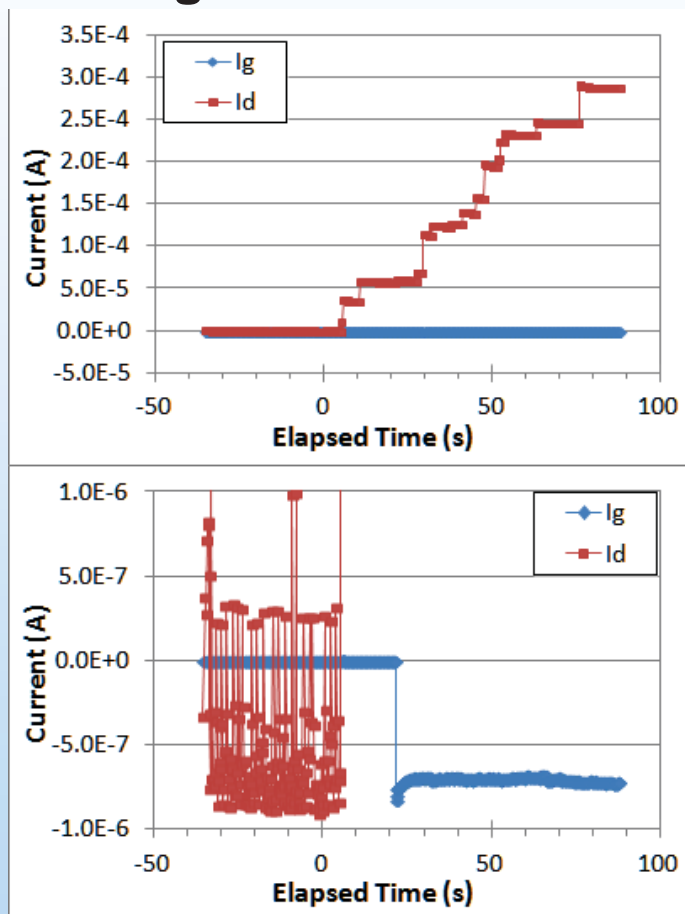 3.5E-4
3.0E-4
2.5E-4
2.0E-4
1.5E-4
1.0E-4
5.0E-5
0.0E+0
-5.0E-5
Current (A)
Ig
Id
-50 0 50 100
Elapsed Time (s)
1.0E-6
5.0E-7
0.0E+0
-5.0E-7
-1.0E-6
Current (A)
Ig
Id
-50 0 50 100
Elapsed Time (s)